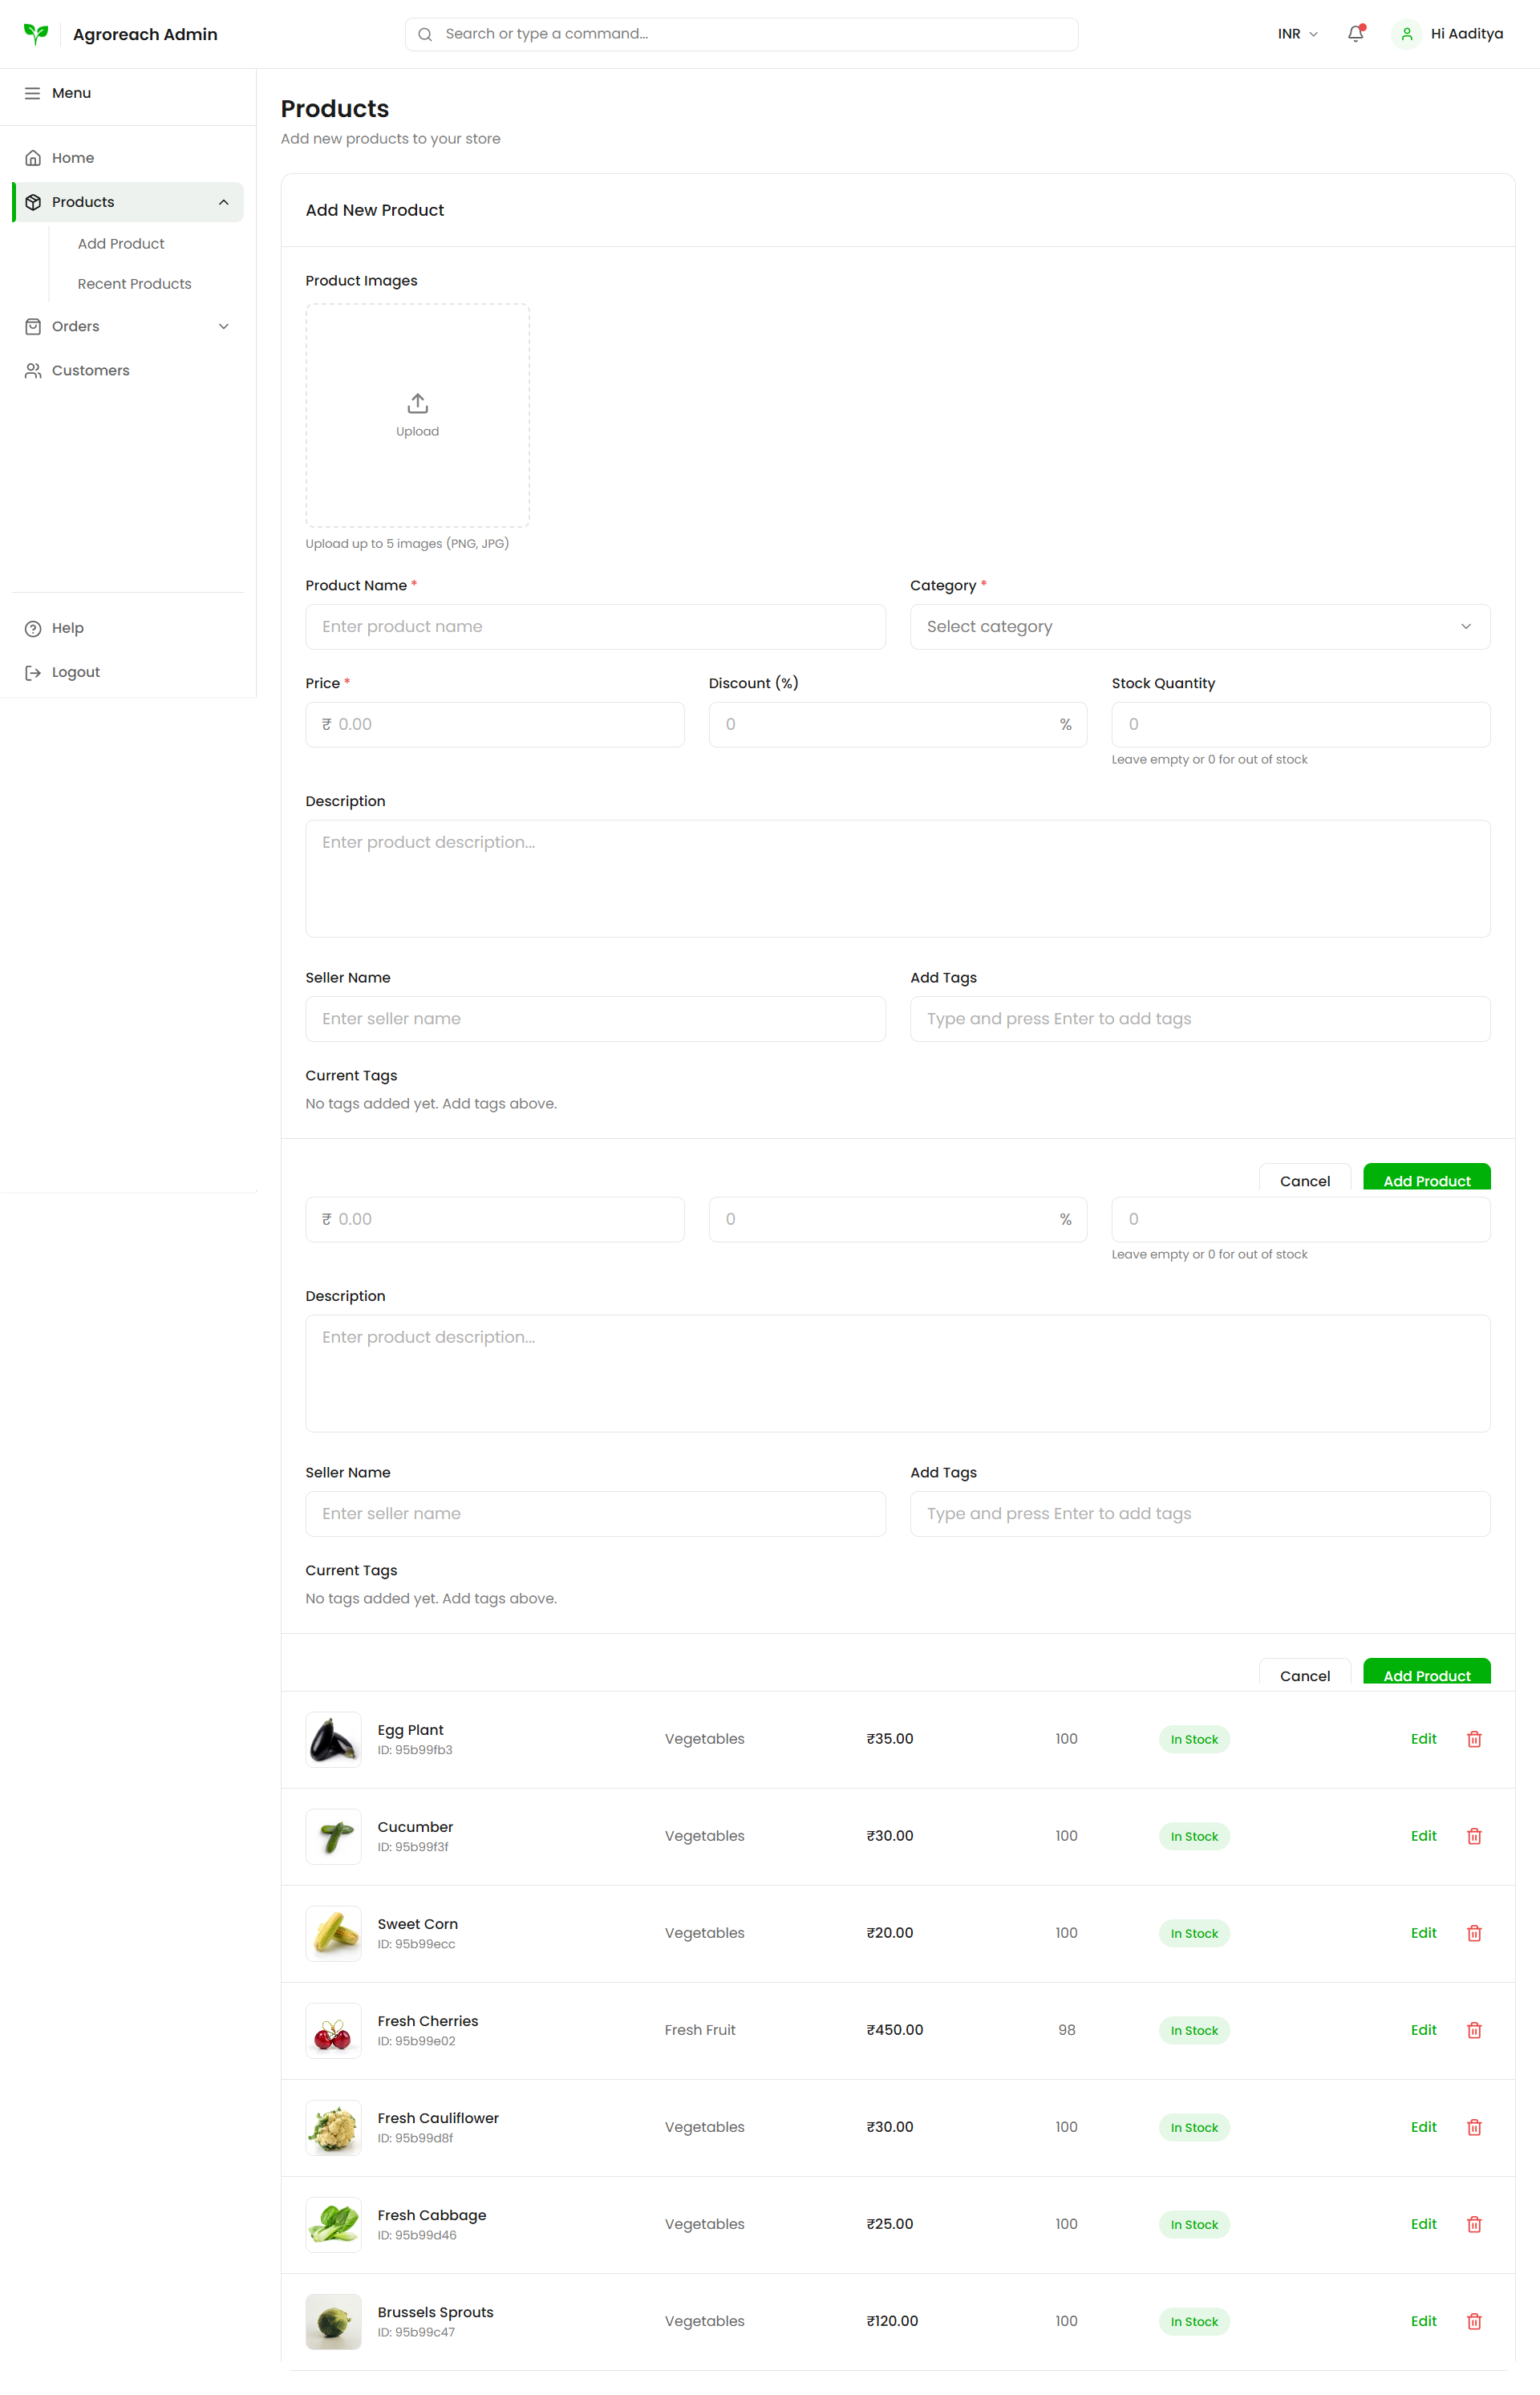 Agroreach Admin
Search or type a command...
INR
Hi Aaditya
Menu
Home
Products
Add Product
Recent Products
Orders
Customers
Help
Logout
Products
Add new products to your store
Add New Product
Product Images
Upload
Upload up to 5 images (PNG, JPG)
Product Name *
Category *
Enter product name
Select category
Price *
Discount (%)
Stock Quantity
₹ 0.00
0 %
0
Leave empty or 0 for out of stock
Description
Enter product description...
Seller Name
Add Tags
Enter seller name
Type and press Enter to add tags
Current Tags
No tags added yet. Add tags above.
Cancel
Add Product
₹ 0.00
0 %
0
Leave empty or 0 for out of stock
Description
Enter product description...
Seller Name
Add Tags
Enter seller name
Type and press Enter to add tags
Current Tags
No tags added yet. Add tags above.
Cancel
Add Product
Egg Plant
ID: 95b99fb3
Vegetables
₹35.00
100
In Stock
Edit
Cucumber
ID: 95b99f3f
Vegetables
₹30.00
100
In Stock
Edit
Sweet Corn
ID: 95b99ecc
Vegetables
₹20.00
100
In Stock
Edit
Fresh Cherries
ID: 95b99e02
Fresh Fruit
₹450.00
98
In Stock
Edit
Fresh Cauliflower
ID: 95b99d8f
Vegetables
₹30.00
100
In Stock
Edit
Fresh Cabbage
ID: 95b99d46
Vegetables
₹25.00
100
In Stock
Edit
Brussels Sprouts
ID: 95b99c47
Vegetables
₹120.00
100
In Stock
Edit